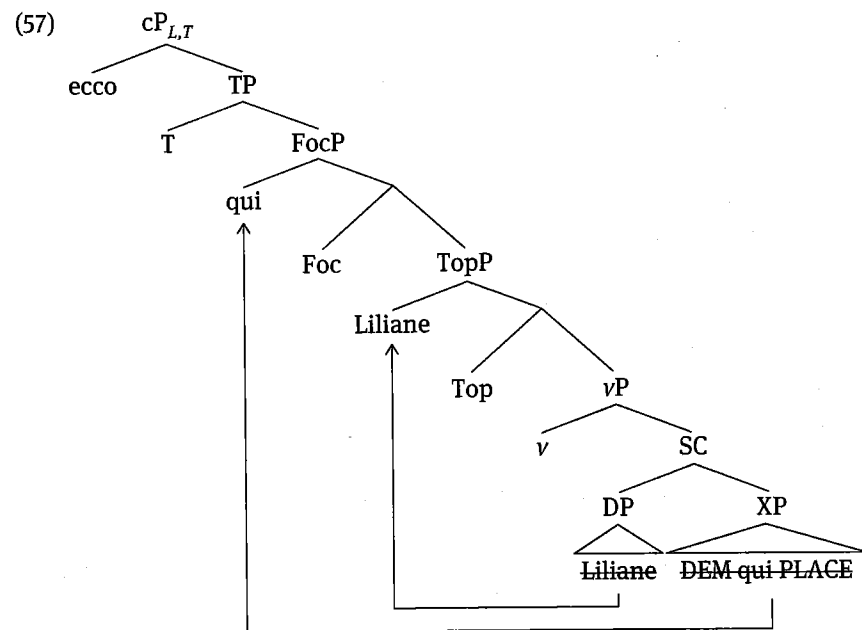 (57) cP_{L,T}
ecco TP
T FocP
qui
Foc TopP
Liliane
Top vP
v SC
DP XP
~~Liliane~~ ~~DEM qui PLACE~~